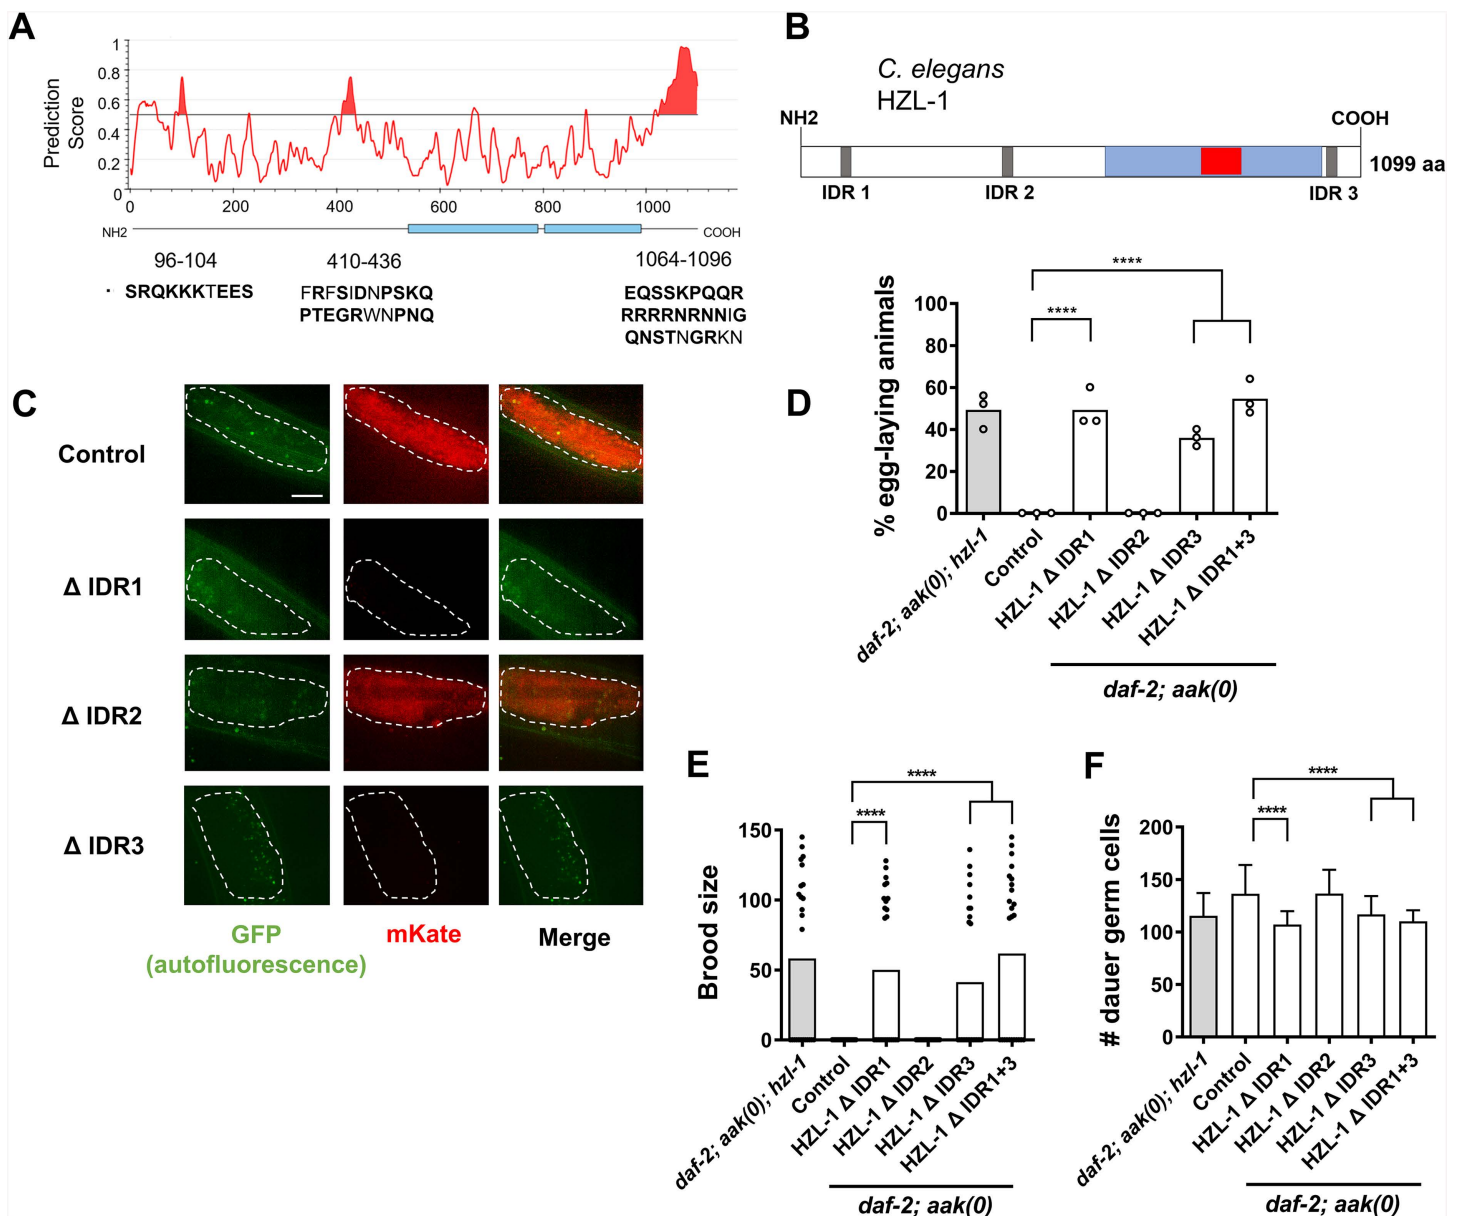 A
Prediction
Score
1
0.8
0.6
0.4
0.2
0
0
200
400
600
800
1000
NH2
COOH
96-104
410-436
1064-1096
SRQKKKTEES
FRFSIDNPSKQ
PTEGRWNPNQ
EQSSKPQQR
RRRRNRNNIG
QNSTNGRKN
B
C. elegans
HZL-1
NH2
COOH
1099 aa
IDR 1
IDR 2
IDR 3
C
Control
Δ IDR1
Δ IDR2
Δ IDR3
GFP
(autofluorescence)
mKate
Merge
D
% egg-laying animals
100
80
60
40
20
0
****
****
daf-2; aak(0); hzl-1
Control
HZL-1 Δ IDR1
HZL-1 Δ IDR2
HZL-1 Δ IDR3
HZL-1 Δ IDR1+3
daf-2; aak(0)
E
Brood size
150
100
50
0
****
****
daf-2; aak(0); hzl-1
Control
HZL-1 Δ IDR1
HZL-1 Δ IDR2
HZL-1 Δ IDR3
HZL-1 Δ IDR1+3
daf-2; aak(0)
F
# dauer germ cells
200
150
100
50
0
****
****
daf-2; aak(0); hzl-1
Control
HZL-1 Δ IDR1
HZL-1 Δ IDR2
HZL-1 Δ IDR3
HZL-1 Δ IDR1+3
daf-2; aak(0)